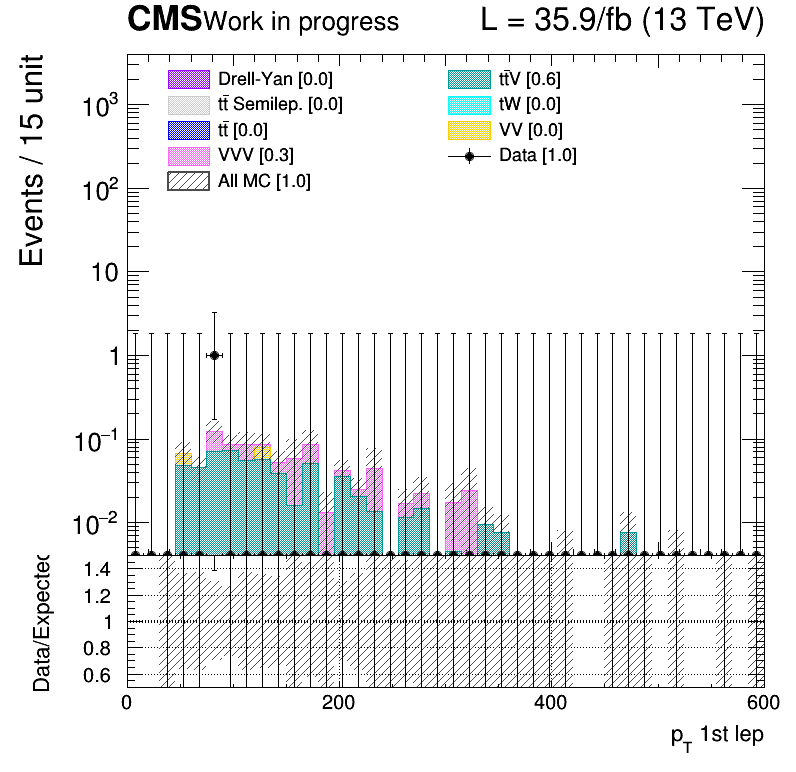 CMS Work in progress L = 35.9/fb (13 TeV)
Events / 15 unit
Drell-Yan [0.0]
tt̄ Semilep. [0.0]
tt̄ [0.0]
VVV [0.3]
All MC [1.0]
tt̄V [0.6]
tW [0.0]
VV [0.0]
Data [1.0]
10³
10²
10
1
10⁻¹
10⁻²
Data/Expected
1.4
1.2
1
0.8
0.6
0 200 400 600
p_T 1st lep